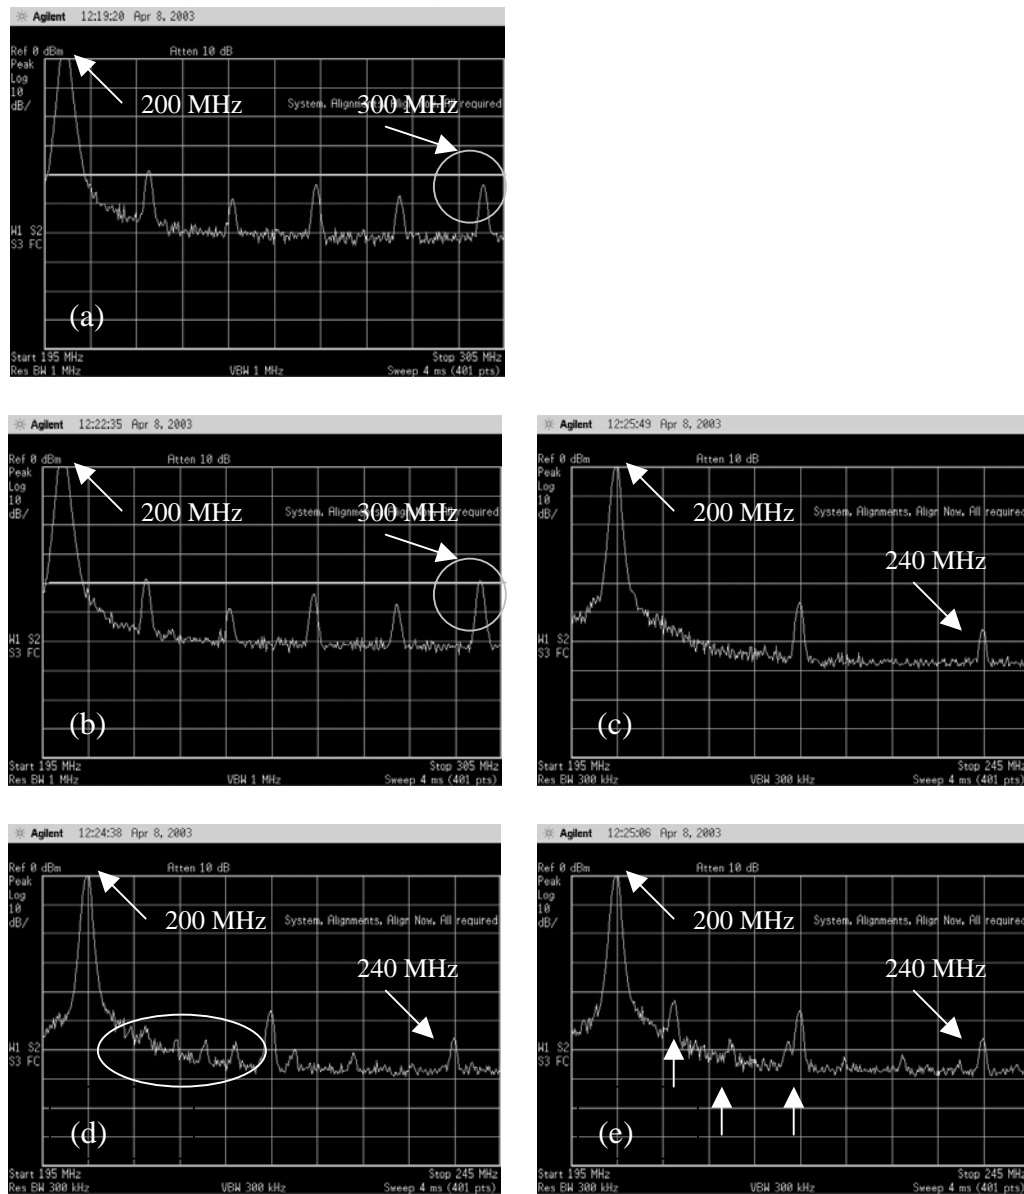 Agilent 12:19:20 Apr 8, 2003
Ref 0 dBm Atten 10 dB
Peak
Log
10
dB/
200 MHz
300 MHz
System, Alignments, Align Now, All required
W1 S2
S3 FC
(a)
Start 195 MHz Stop 305 MHz
Res BW 1 MHz VBW 1 MHz Sweep 4 ms (401 pts)
Agilent 12:22:35 Apr 8, 2003
Ref 0 dBm Atten 10 dB
Peak
Log
10
dB/
200 MHz
300 MHz
System, Alignments, Align Now, All required
W1 S2
S3 FC
(b)
Start 195 MHz Stop 305 MHz
Res BW 1 MHz VBW 1 MHz Sweep 4 ms (401 pts)
Agilent 12:25:49 Apr 8, 2003
Ref 0 dBm Atten 10 dB
Peak
Log
10
dB/
200 MHz
System, Alignments, Align Now, All required
240 MHz
W1 S2
S3 FC
(c)
Start 195 MHz Stop 245 MHz
Res BW 300 kHz VBW 300 kHz Sweep 4 ms (401 pts)
Agilent 12:24:38 Apr 8, 2003
Ref 0 dBm Atten 10 dB
Peak
Log
10
dB/
200 MHz
System, Alignments, Align Now, All required
240 MHz
W1 S2
S3 FC
(d)
Start 195 MHz Stop 245 MHz
Res BW 300 kHz VBW 300 kHz Sweep 4 ms (401 pts)
Agilent 12:25:06 Apr 8, 2003
Ref 0 dBm Atten 10 dB
Peak
Log
10
dB/
200 MHz
System, Alignments, Align Now, All required
240 MHz
W1 S2
S3 FC
(e)
Start 195 MHz Stop 245 MHz
Res BW 300 kHz VBW 300 kHz Sweep 4 ms (401 pts)